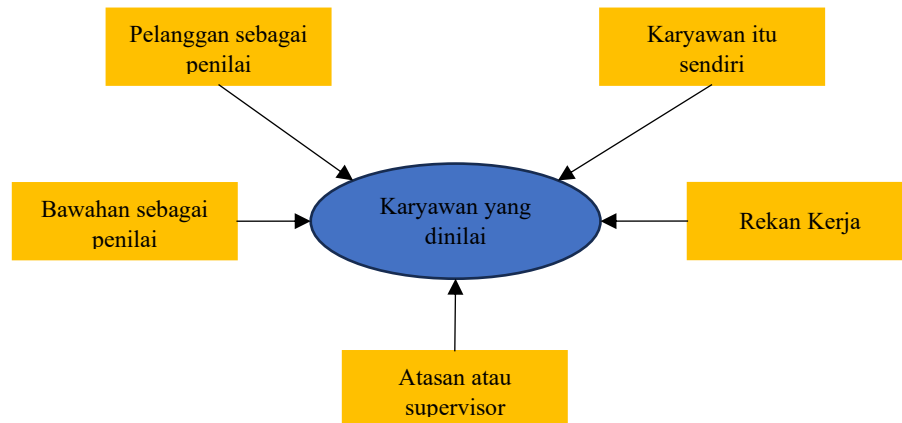 Pelanggan sebagai
penilai
Karyawan itu
sendiri
Bawahan sebagai
penilai
Karyawan yang
dinilai
Rekan Kerja
Atasan atau
supervisor